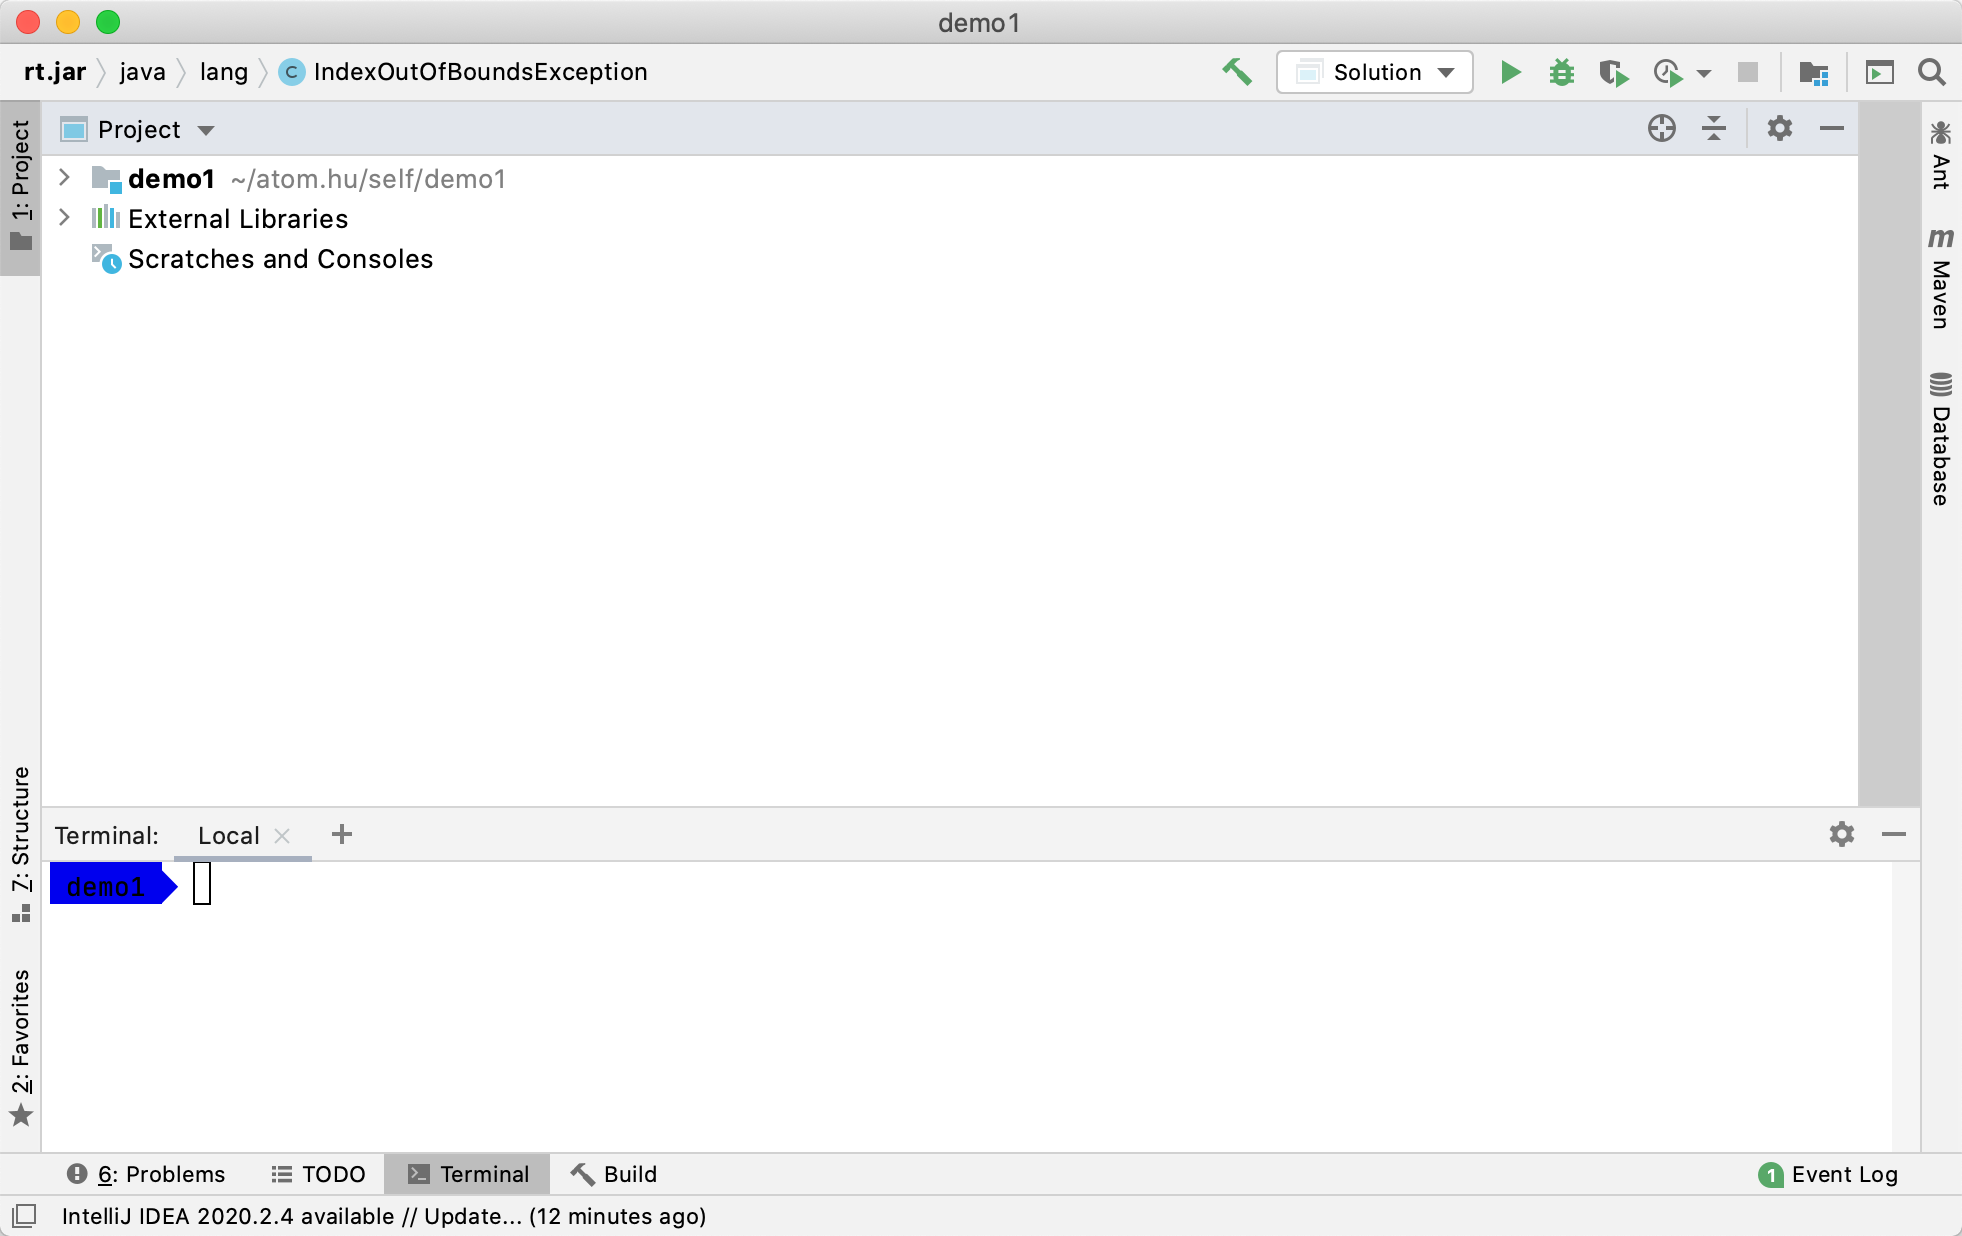 demo1
rt.jar java lang C IndexOutOfBoundsException Solution
1: Project
Project
demo1 ~/atom.hu/self/demo1
External Libraries
Scratches and Consoles
Ant
m Maven
Database
7: Structure
2: Favorites
Terminal: Local
demo1
6: Problems TODO Terminal Build 1 Event Log
IntelliJ IDEA 2020.2.4 available // Update... (12 minutes ago)